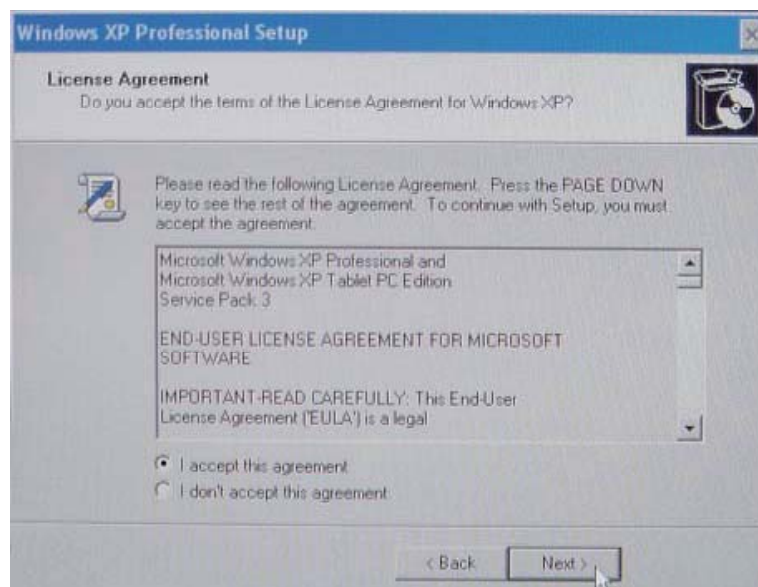 Windows XP Professional Setup
License Agreement
Do you accept the terms of the License Agreement for Windows XP?
Please read the following License Agreement. Press the PAGE DOWN
key to see the rest of the agreement. To continue with Setup, you must
accept the agreement.
Microsoft Windows XP Professional and
Microsoft Windows XP Tablet PC Edition
Service Pack 3
END-USER LICENSE AGREEMENT FOR MICROSOFT
SOFTWARE
IMPORTANT-READ CAREFULLY: This End-User
License Agreement ('EULA') is a legal
I accept this agreement
I don't accept this agreement
< Back
Next >